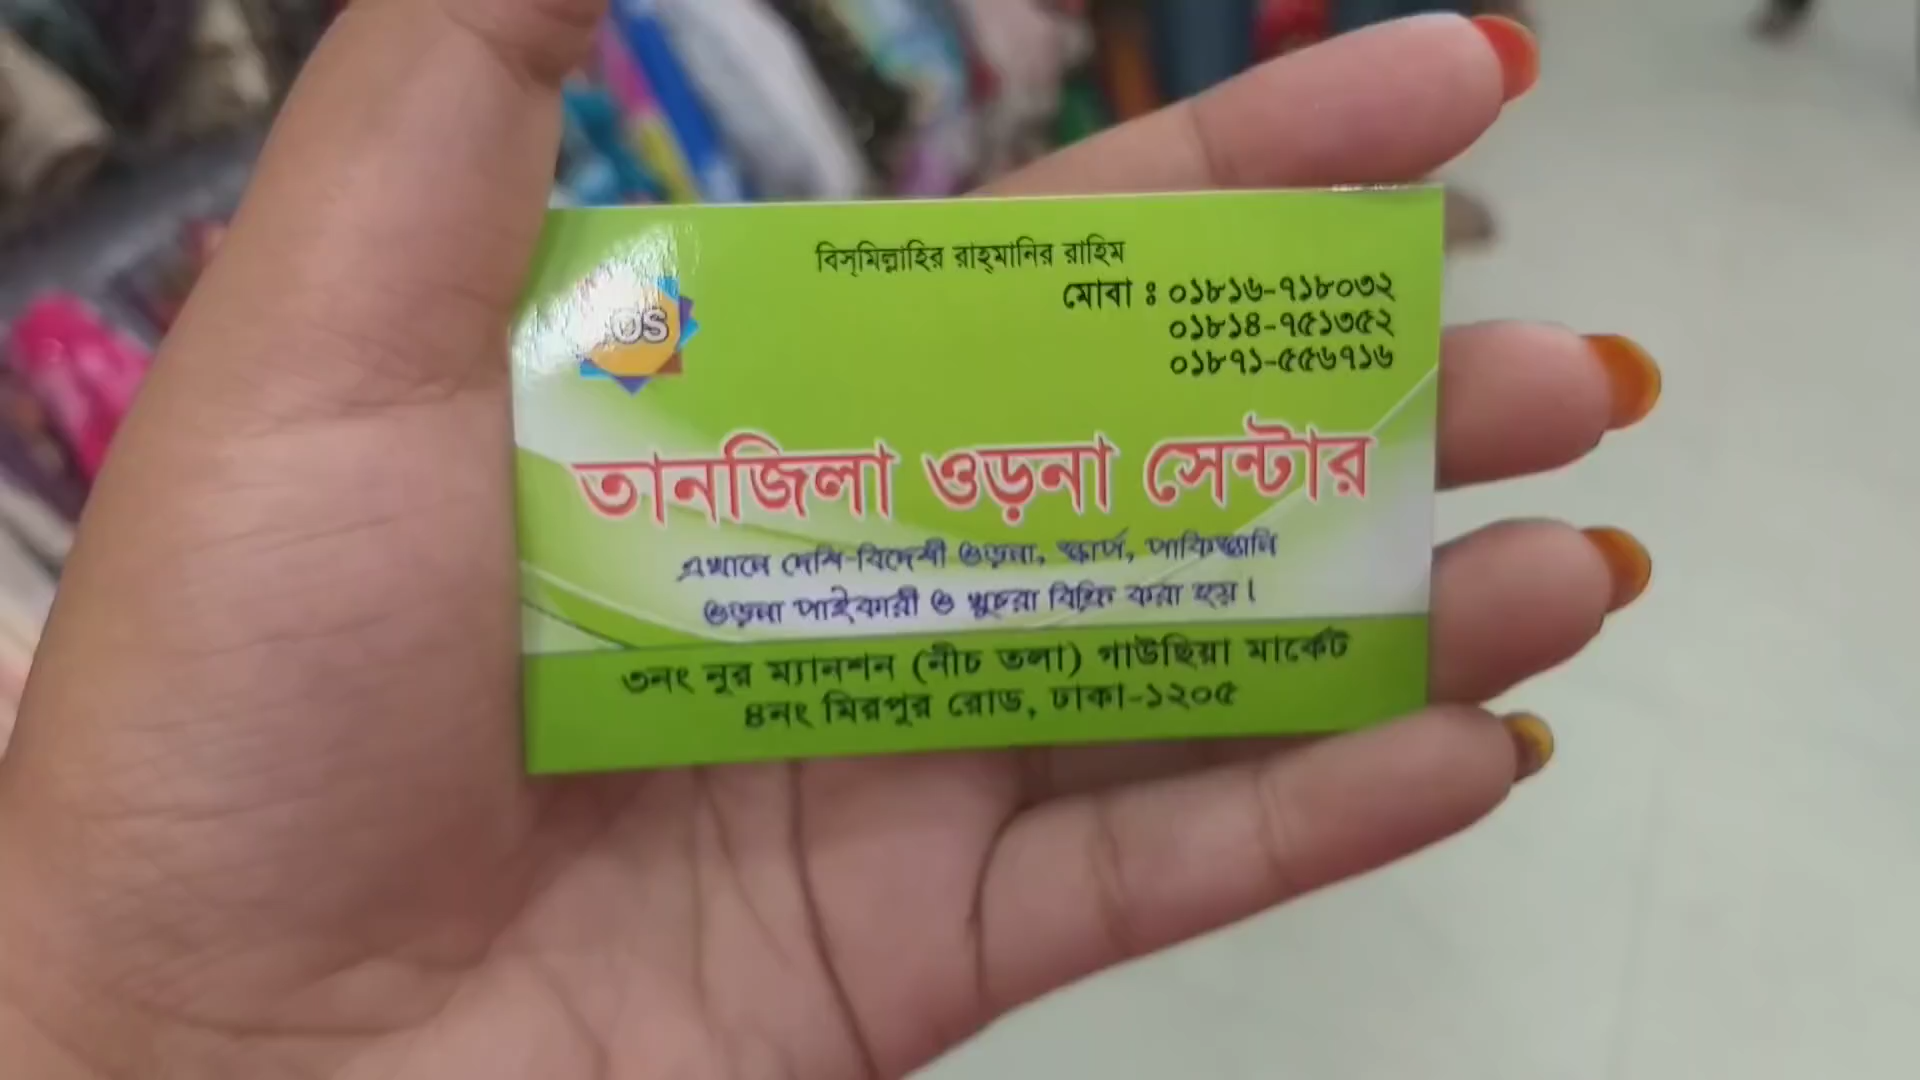 বিস্‌মিল্লাহির রাহ্‌মানির রাহিম
মোবা ঃ ০১৮১৬-৭১৮০৩২
০১৮১৪-৭৫১৩৫২
০১৮৭১-৫৫৬৭১৬
তানজিলা ওড়না সেন্টার
এখানে দেশি-বিদেশী ওড়না, স্কার্প, পাকিস্তানি
ওড়না পাইকারী ও খুচরা বিক্রি করা হয়।
৩নং নুর ম্যানশন (নীচ তলা) গাউছিয়া মার্কেট
৪নং মিরপুর রোড, ঢাকা-১২০৫